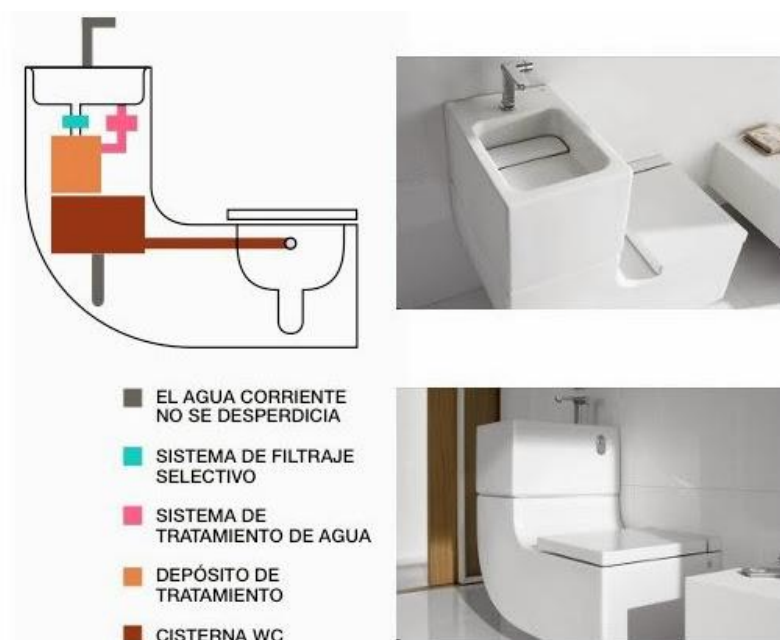 EL AGUA CORRIENTE
NO SE DESPERDICIA
SISTEMA DE FILTRAJE
SELECTIVO
SISTEMA DE
TRATAMIENTO DE AGUA
DEPÓSITO DE
TRATAMIENTO
CISTERNA WC